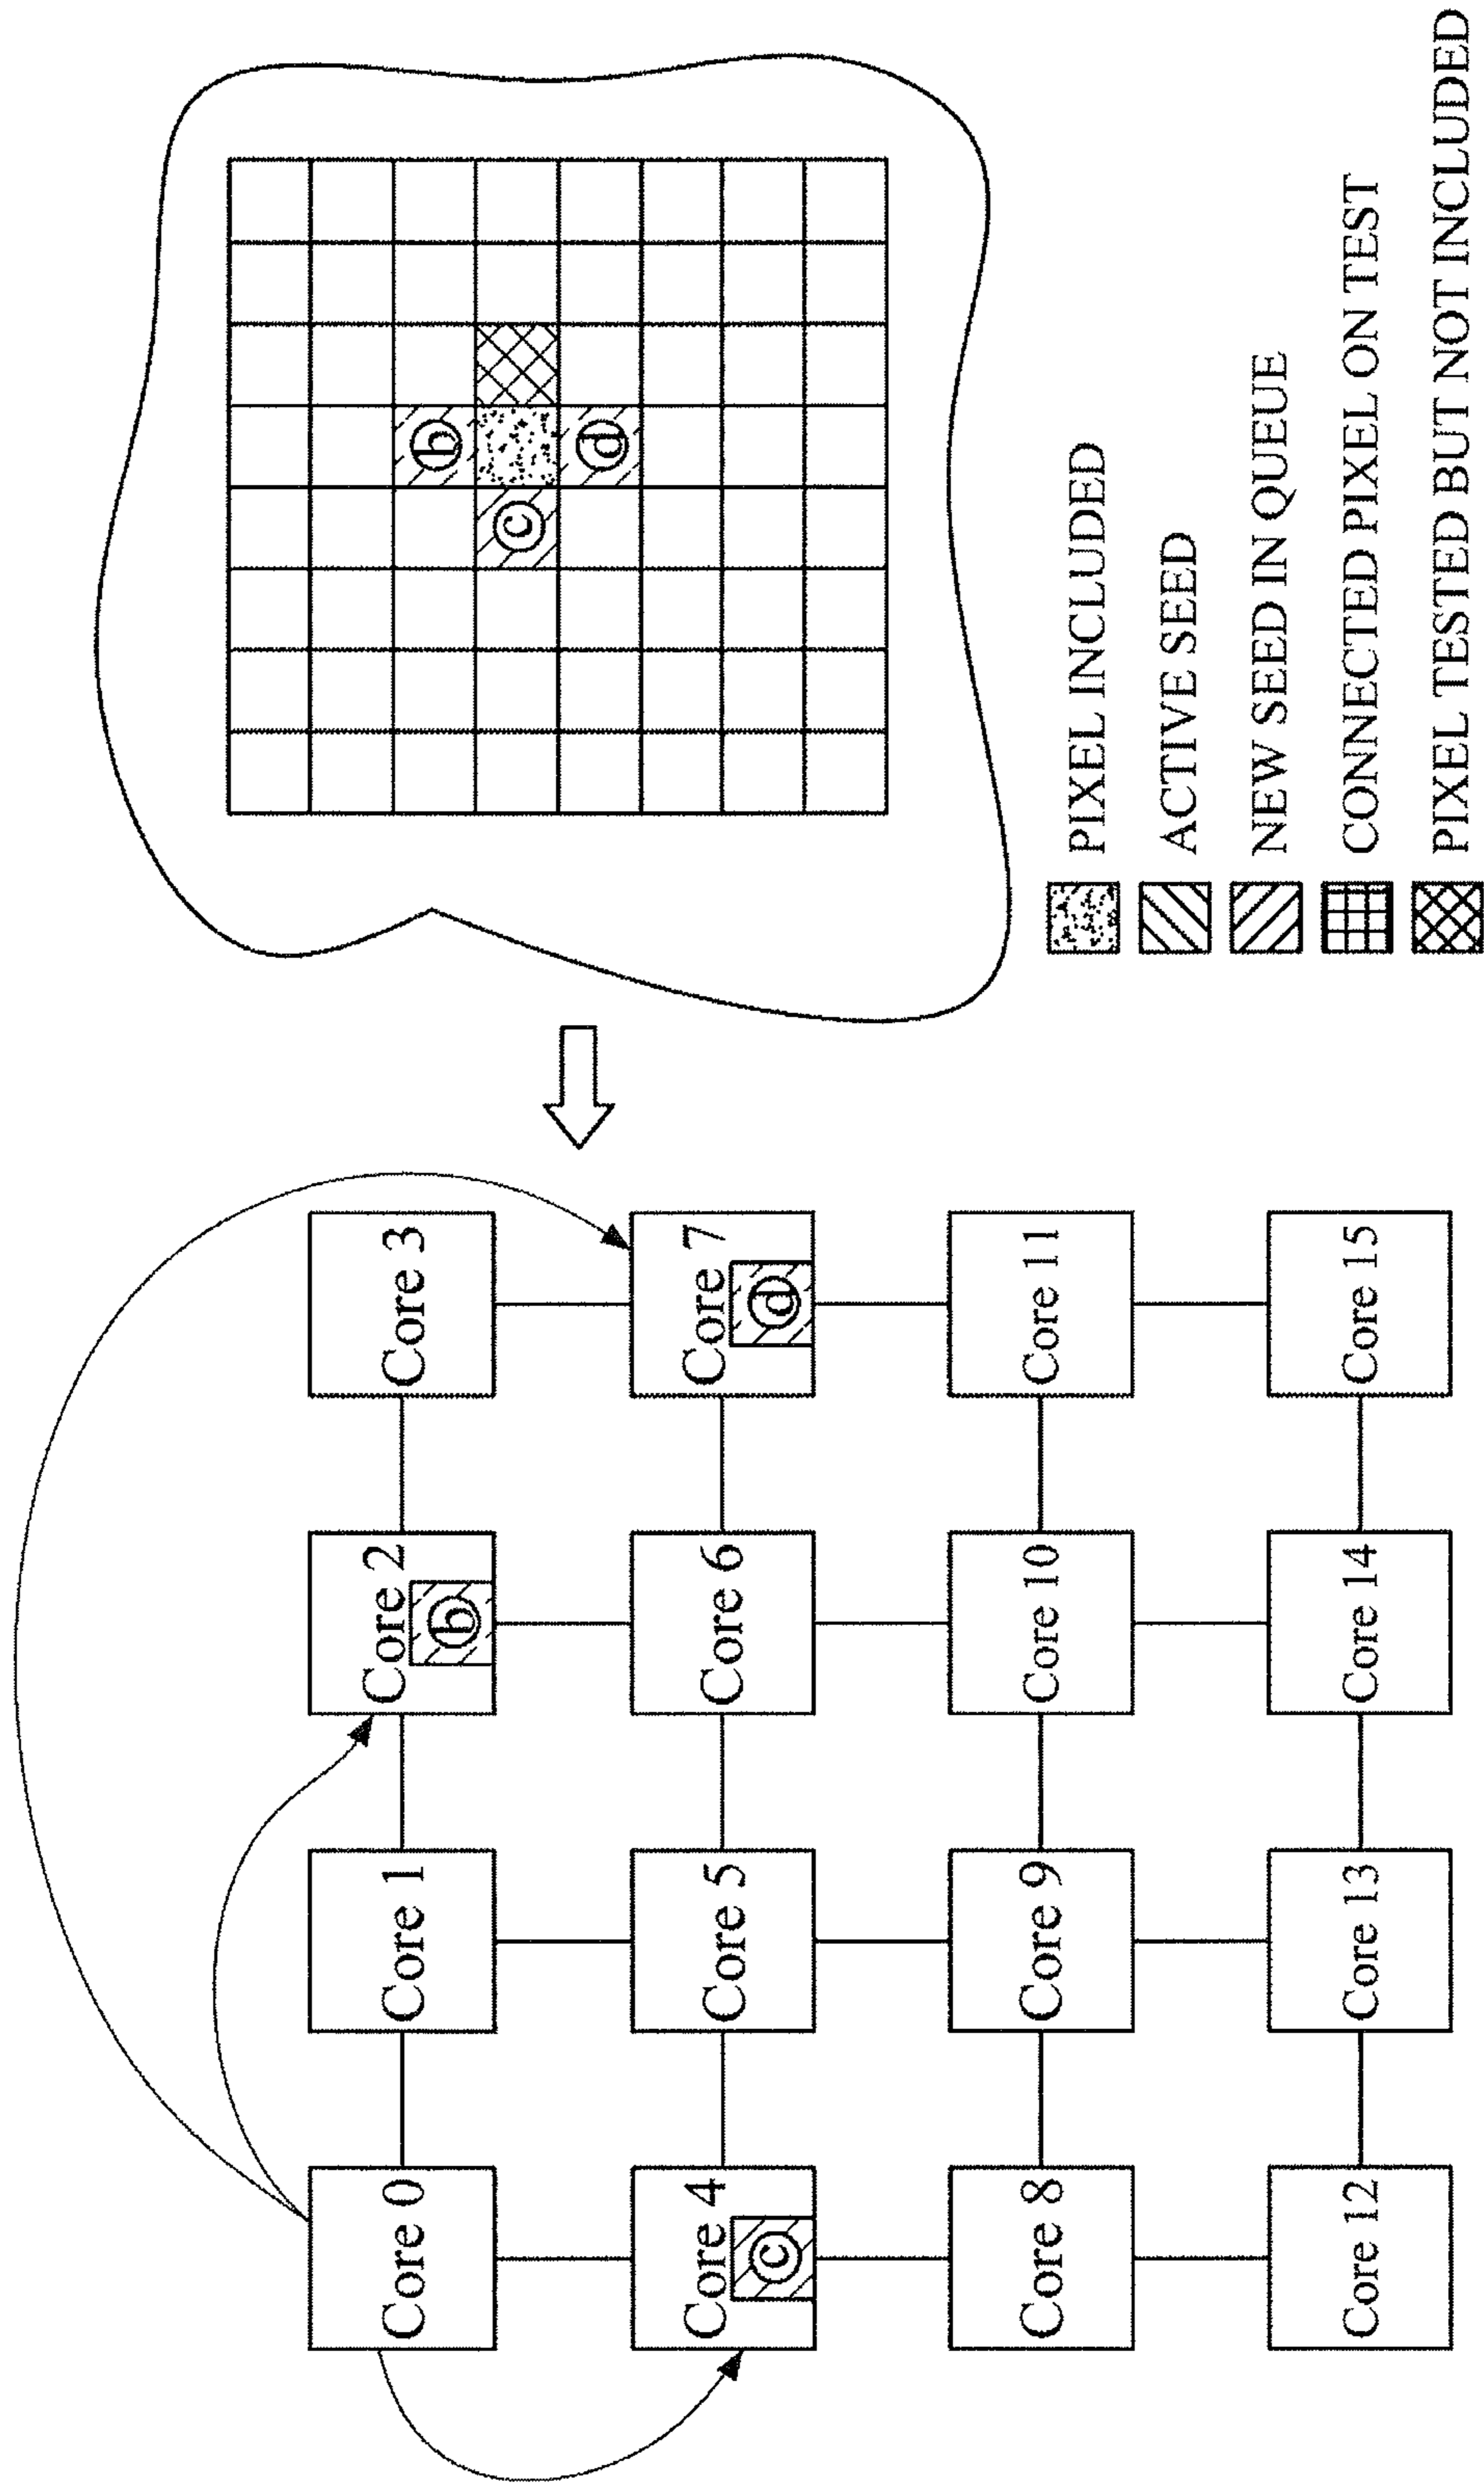 Core 0
Core 1
Core 2
b
Core 3
Core 4
c
Core 5
Core 6
Core 7
d
Core 8
Core 9
Core 10
Core 11
Core 12
Core 13
Core 14
Core 15
b
c
d
PIXEL INCLUDED
ACTIVE SEED
NEW SEED IN QUEUE
CONNECTED PIXEL ON TEST
PIXEL TESTED BUT NOT INCLUDED